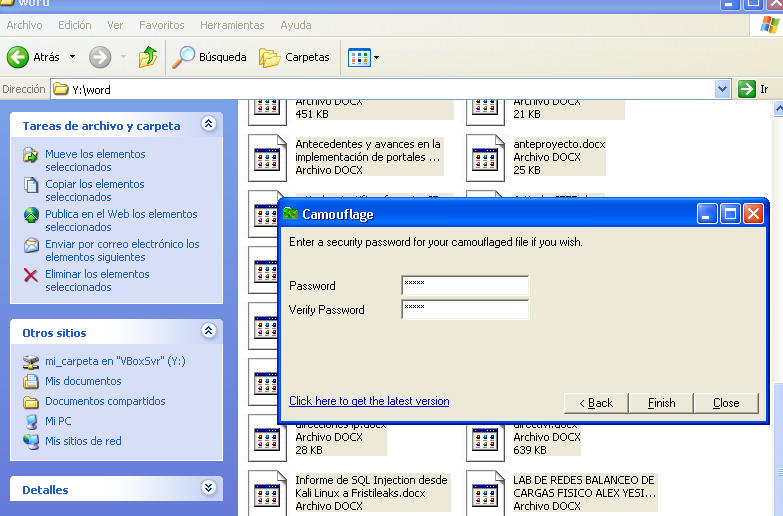 word
Archivo Edición Ver Favoritos Herramientas Ayuda
Atrás Búsqueda Carpetas
Dirección Y:\word Ir
Tareas de archivo y carpeta
Mueve los elementos
seleccionados
Copiar los elementos
seleccionados
Publica en el Web los elementos
seleccionados
Enviar por correo electrónico los
elementos siguientes
Eliminar los elementos
seleccionados
Otros sitios
mi_carpeta en "VBoxSvr" (Y:)
Mis documentos
Documentos compartidos
Mi PC
Mis sitios de red
Detalles
Archivo DOCX
451 KB
Archivo DOCX
21 KB
Antecedentes y avances en la
implementación de portales ...
Archivo DOCX
anteproyecto.docx
Archivo DOCX
25 KB
Camouflage
Enter a security password for your camouflaged file if you wish.
Password *****
Verify Password *****
Click here to get the latest version
< Back Finish Close
Archivo DOCX
28 KB
Archivo DOCX
639 KB
Informe de SQL Injection desde
Kali Linux a Fristileaks.docx
Archivo DOCX
LAB DE REDES BALANCEO DE
CARGAS FISICO ALEX YESI...
Archivo DOCX